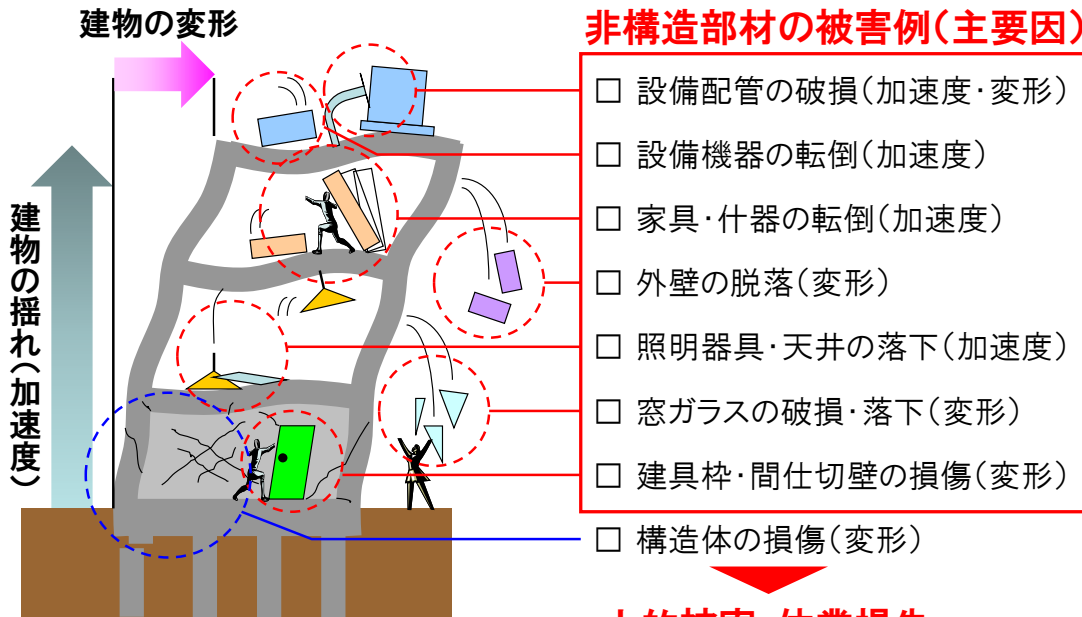 建物の変形
非構造部材の被害例(主要因)
□ 設備配管の破損(加速度・変形)
□ 設備機器の転倒(加速度)
□ 家具・什器の転倒(加速度)
□ 外壁の脱落(変形)
□ 照明器具・天井の落下(加速度)
□ 窓ガラスの破損・落下(変形)
□ 建具枠・間仕切壁の損傷(変形)
□ 構造体の損傷(変形)
建物の揺れ(加速度)